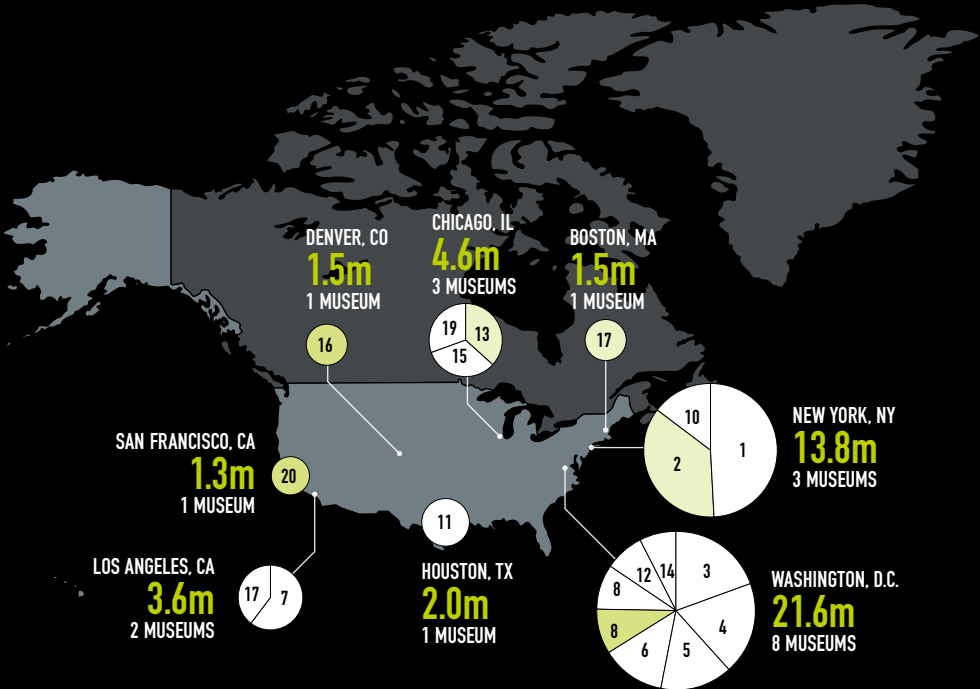 DENVER, CO
1.5m
1 MUSEUM
16
CHICAGO, IL
4.6m
3 MUSEUMS
19
13
15
BOSTON, MA
1.5m
1 MUSEUM
17
SAN FRANCISCO, CA
1.3m
1 MUSEUM
20
NEW YORK, NY
13.8m
3 MUSEUMS
10
1
2
LOS ANGELES, CA
3.6m
2 MUSEUMS
17
7
11
HOUSTON, TX
2.0m
1 MUSEUM
WASHINGTON, D.C.
21.6m
8 MUSEUMS
12
14
3
8
4
8
6
5